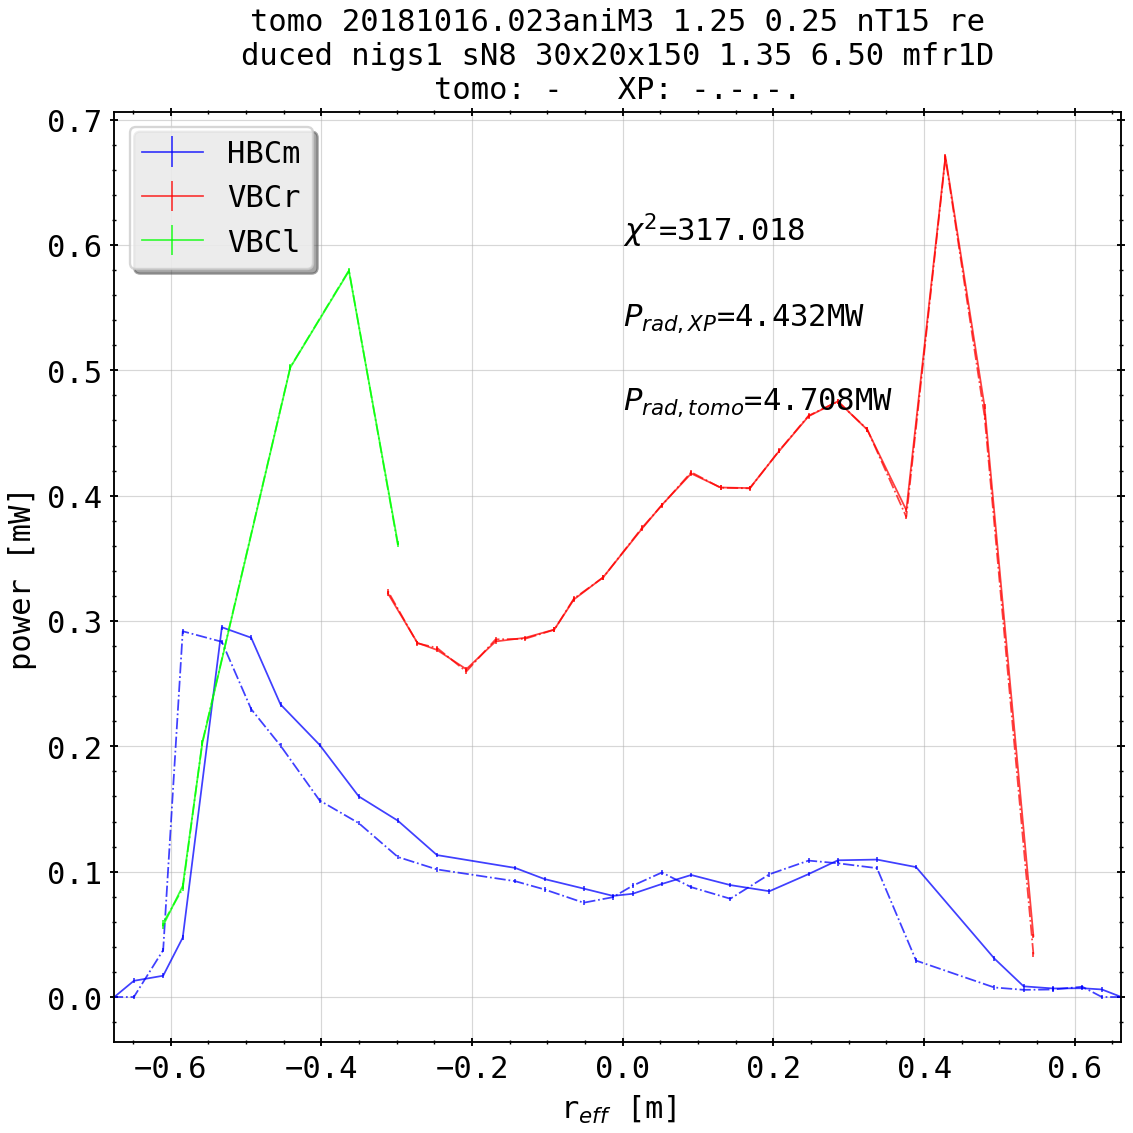 tomo 20181016.023aniM3 1.25 0.25 nT15 re
duced nigs1 sN8 30x20x150 1.35 6.50 mfr1D
tomo: -   XP: -.-.-.
HBCm
VBCr
VBCl
χ²=317.018
P_rad,XP=4.432MW
P_rad,tomo=4.708MW
power [mW]
0.7
0.6
0.5
0.4
0.3
0.2
0.1
0.0
−0.6 −0.4 −0.2 0.0 0.2 0.4 0.6
r_eff [m]